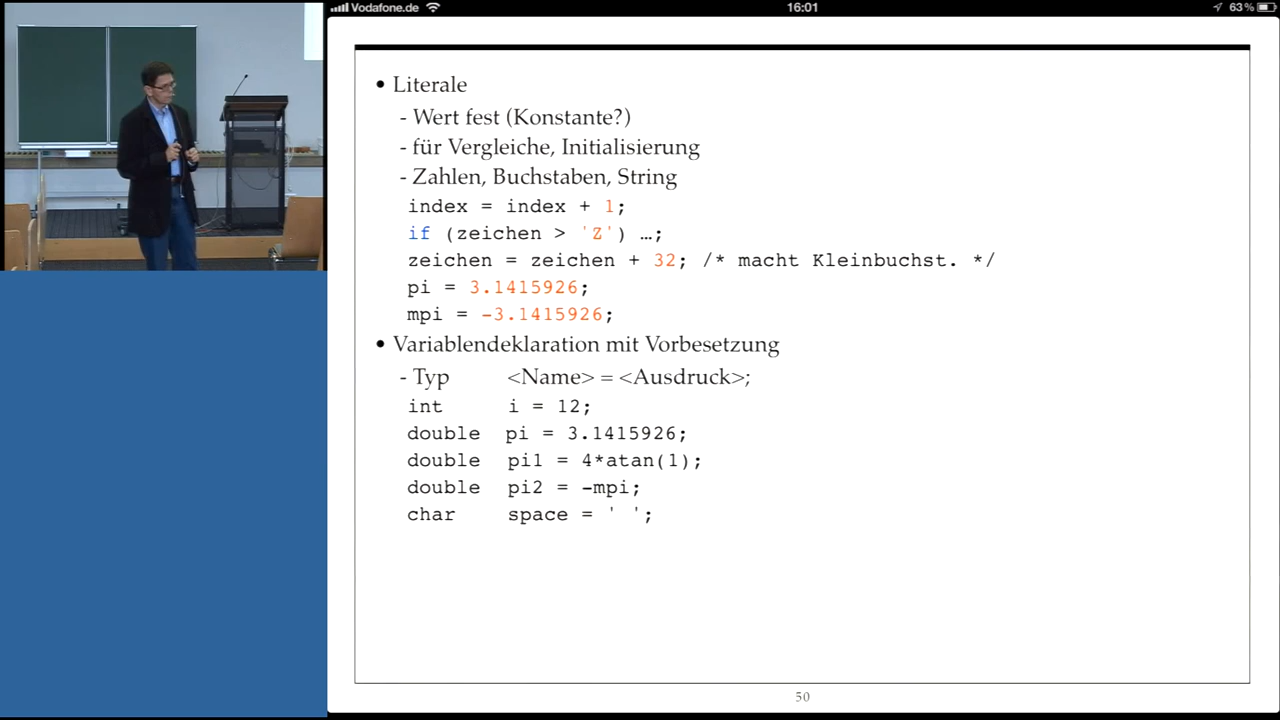 Vodafone.de 16:01 63 %
• Literale
- Wert fest (Konstante?)
- für Vergleiche, Initialisierung
- Zahlen, Buchstaben, String
index = index + 1;
if (zeichen > 'Z') …;
zeichen = zeichen + 32; /* macht Kleinbuchst. */
pi = 3.1415926;
mpi = -3.1415926;
• Variablendeklaration mit Vorbesetzung
- Typ <Name> = <Ausdruck>;
int i = 12;
double pi = 3.1415926;
double pi1 = 4*atan(1);
double pi2 = -mpi;
char space = ' ';
50